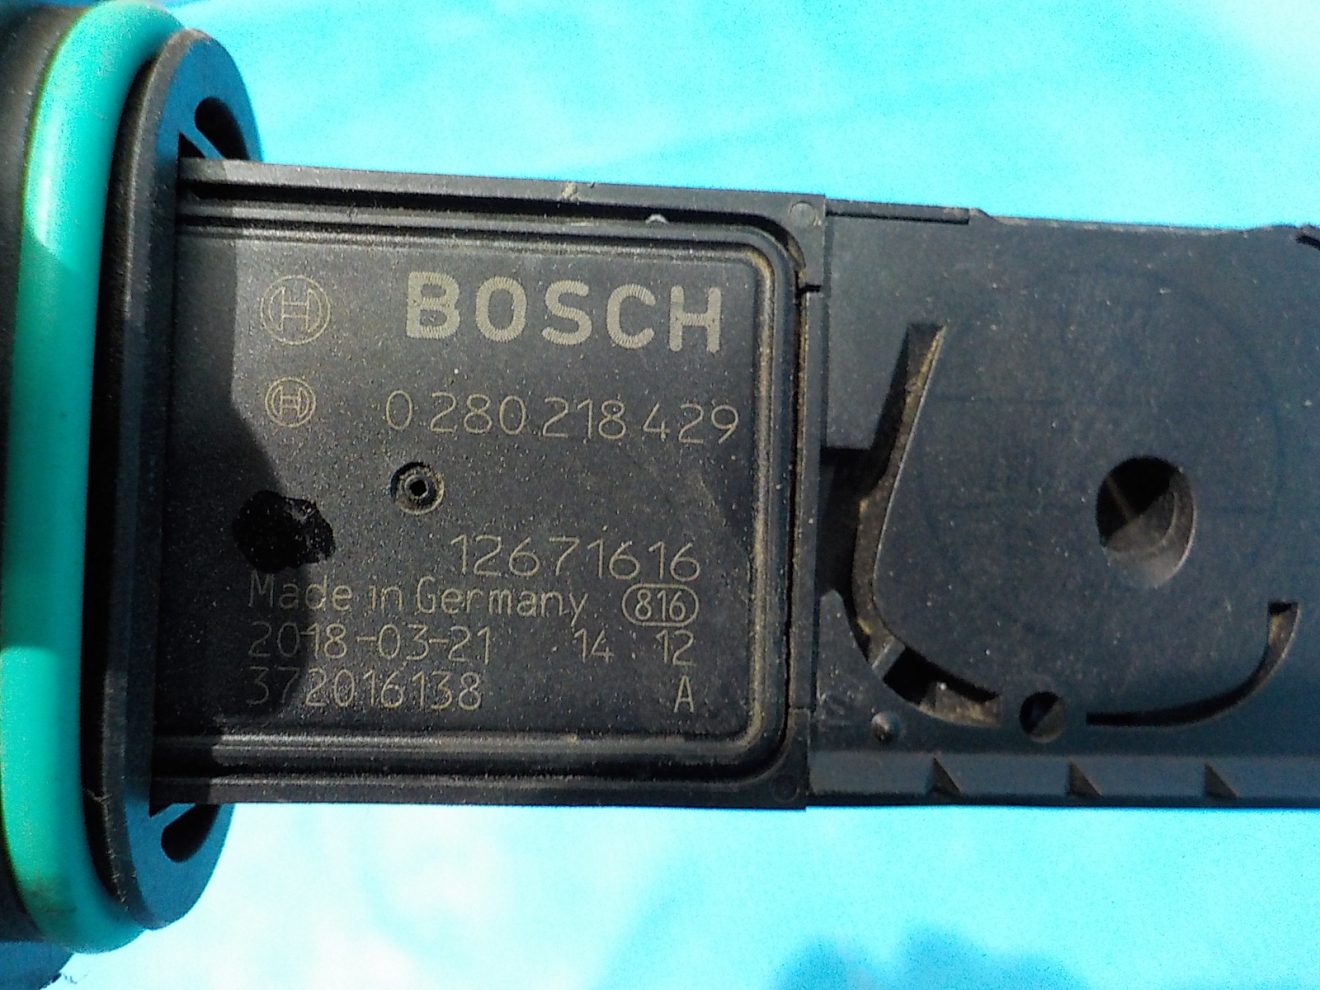 BOSCH
0 280 218 429
12671616
Made in Germany 816
2018-03-21 14 12
372016138 A